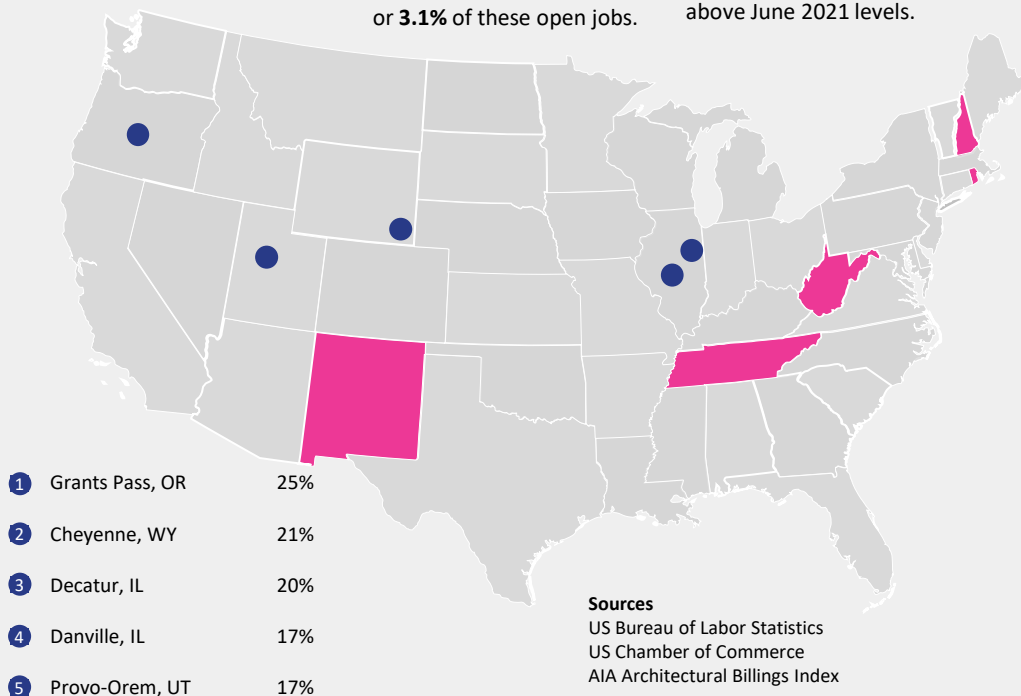 or 3.1% of these open jobs.
above June 2021 levels.
1 Grants Pass, OR 25%
2 Cheyenne, WY 21%
3 Decatur, IL 20%
4 Danville, IL 17%
5 Provo-Orem, UT 17%
Sources
US Bureau of Labor Statistics
US Chamber of Commerce
AIA Architectural Billings Index